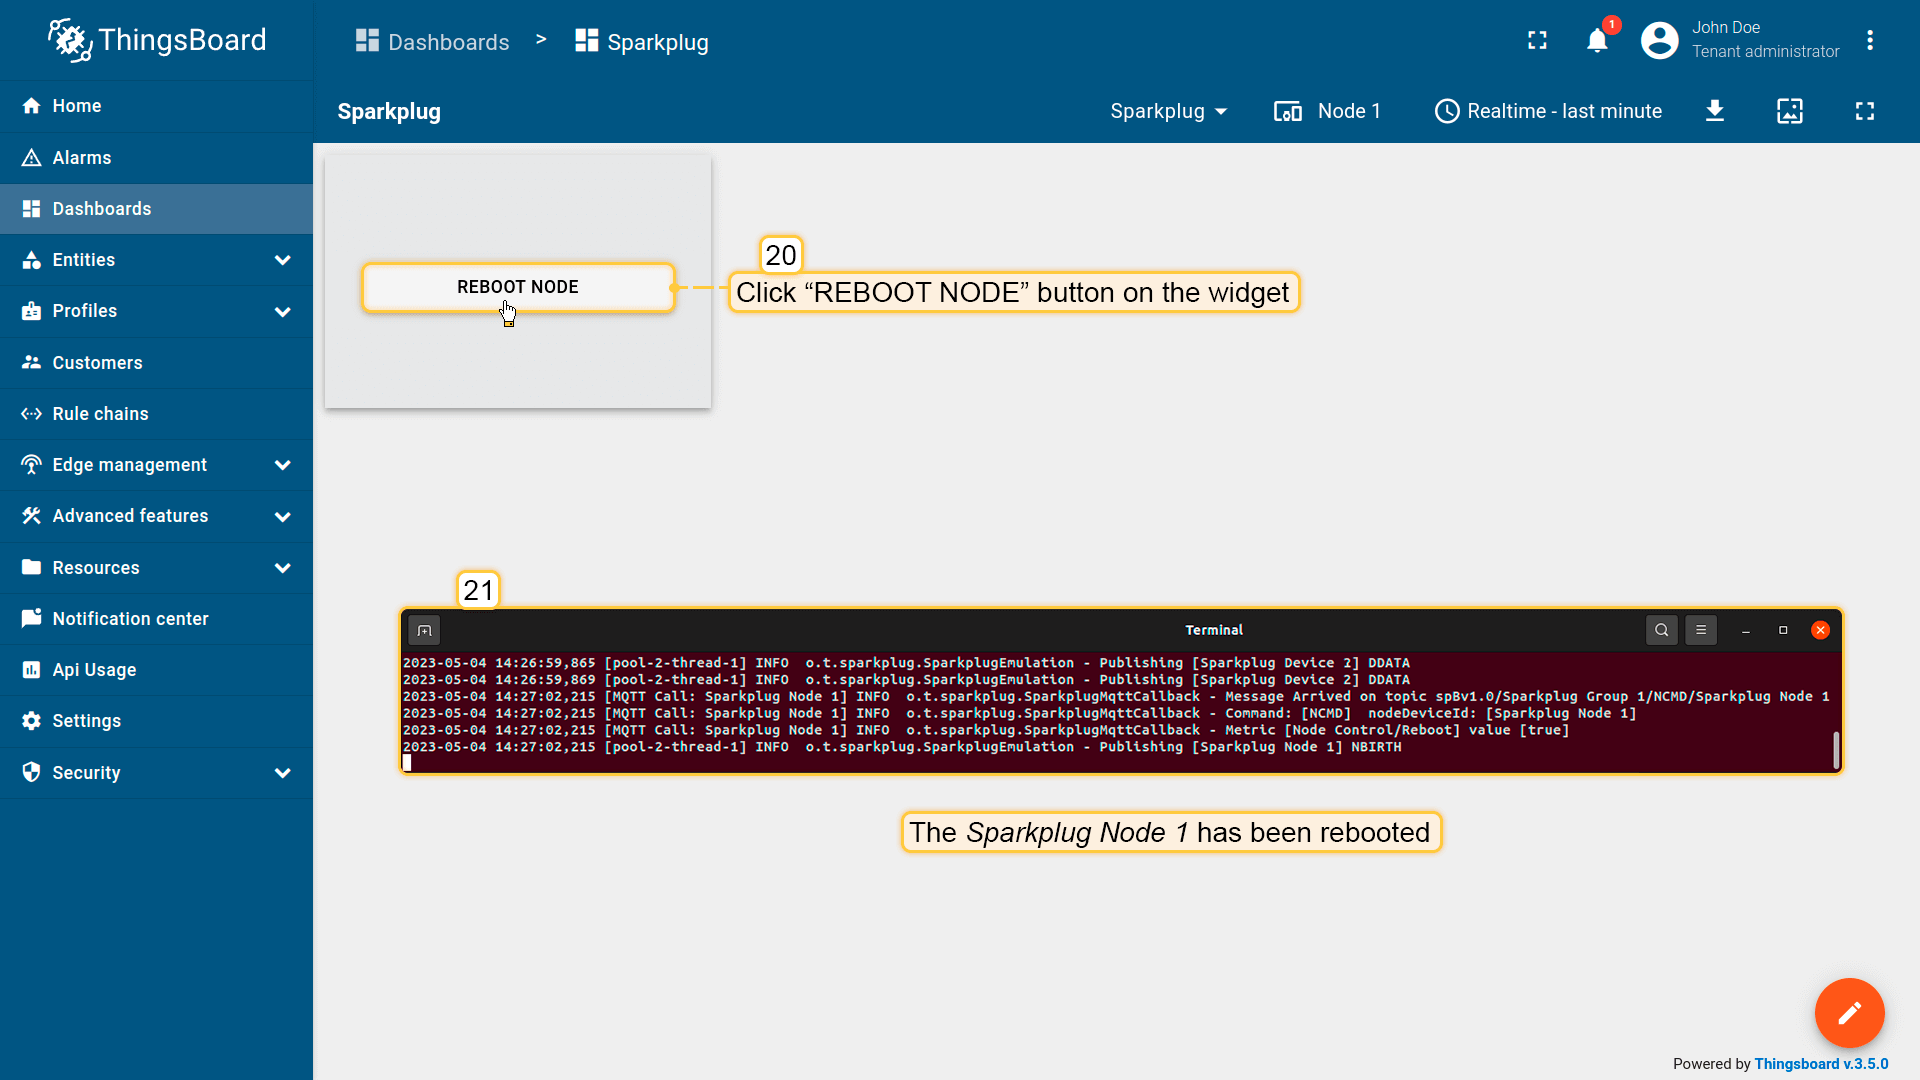 ThingsBoard
Dashboards > Sparkplug
1
John Doe
Tenant administrator
Sparkplug
Sparkplug
Node 1
Realtime - last minute
Home
Alarms
Dashboards
Entities
Profiles
Customers
Rule chains
Edge management
Advanced features
Resources
Notification center
Api Usage
Settings
Security
REBOOT NODE
20
Click “REBOOT NODE” button on the widget
21
Terminal
2023-05-04 14:26:59,865 [pool-2-thread-1] INFO  o.t.sparkplug.SparkplugEmulation - Publishing [Sparkplug Device 2] DDATA
2023-05-04 14:26:59,869 [pool-2-thread-1] INFO  o.t.sparkplug.SparkplugEmulation - Publishing [Sparkplug Device 2] DDATA
2023-05-04 14:27:02,215 [MQTT Call: Sparkplug Node 1] INFO  o.t.sparkplug.SparkplugMqttCallback - Message Arrived on topic spBv1.0/Sparkplug Group 1/NCMD/Sparkplug Node 1
2023-05-04 14:27:02,215 [MQTT Call: Sparkplug Node 1] INFO  o.t.sparkplug.SparkplugMqttCallback - Command: [NCMD]  nodeDeviceId: [Sparkplug Node 1]
2023-05-04 14:27:02,215 [MQTT Call: Sparkplug Node 1] INFO  o.t.sparkplug.SparkplugMqttCallback - Metric [Node Control/Reboot] value [true]
2023-05-04 14:27:02,215 [pool-2-thread-1] INFO  o.t.sparkplug.SparkplugEmulation - Publishing [Sparkplug Node 1] NBIRTH
The Sparkplug Node 1 has been rebooted
Powered by Thingsboard v.3.5.0